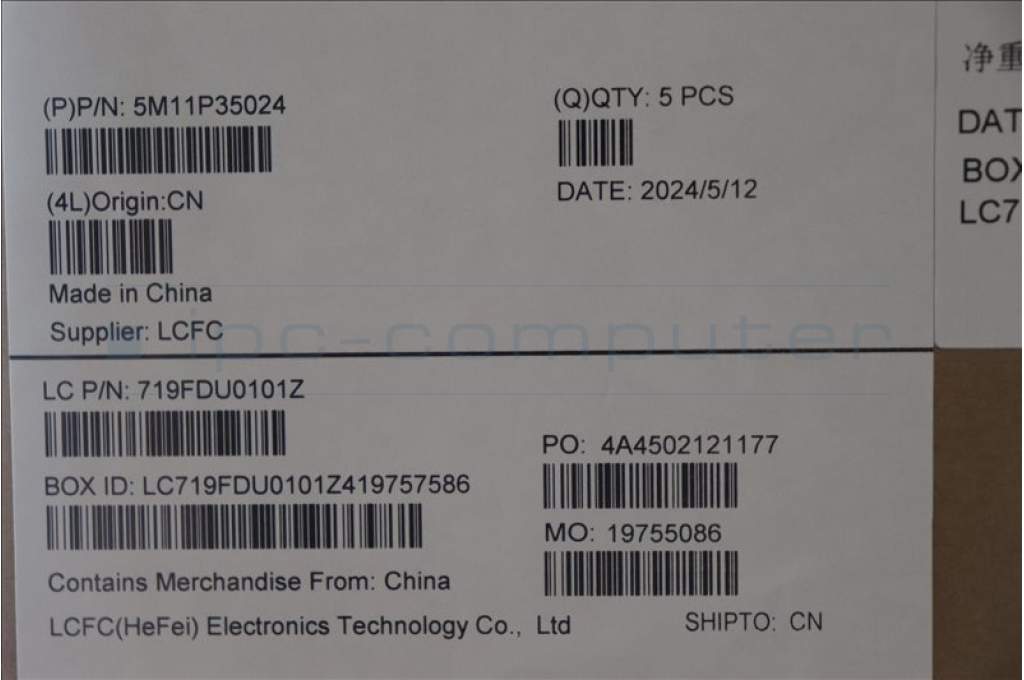 (P)P/N: 5M11P35024
(Q)QTY: 5 PCS
(4L)Origin:CN
DATE: 2024/5/12
Made in China
Supplier: LCFC
ipc-computer
LC P/N: 719FDU0101Z
PO: 4A4502121177
BOX ID: LC719FDU0101Z419757586
MO: 19755086
Contains Merchandise From: China
LCFC(HeFei) Electronics Technology Co., Ltd
SHIPTO: CN
净重
DAT
BOX
LC7